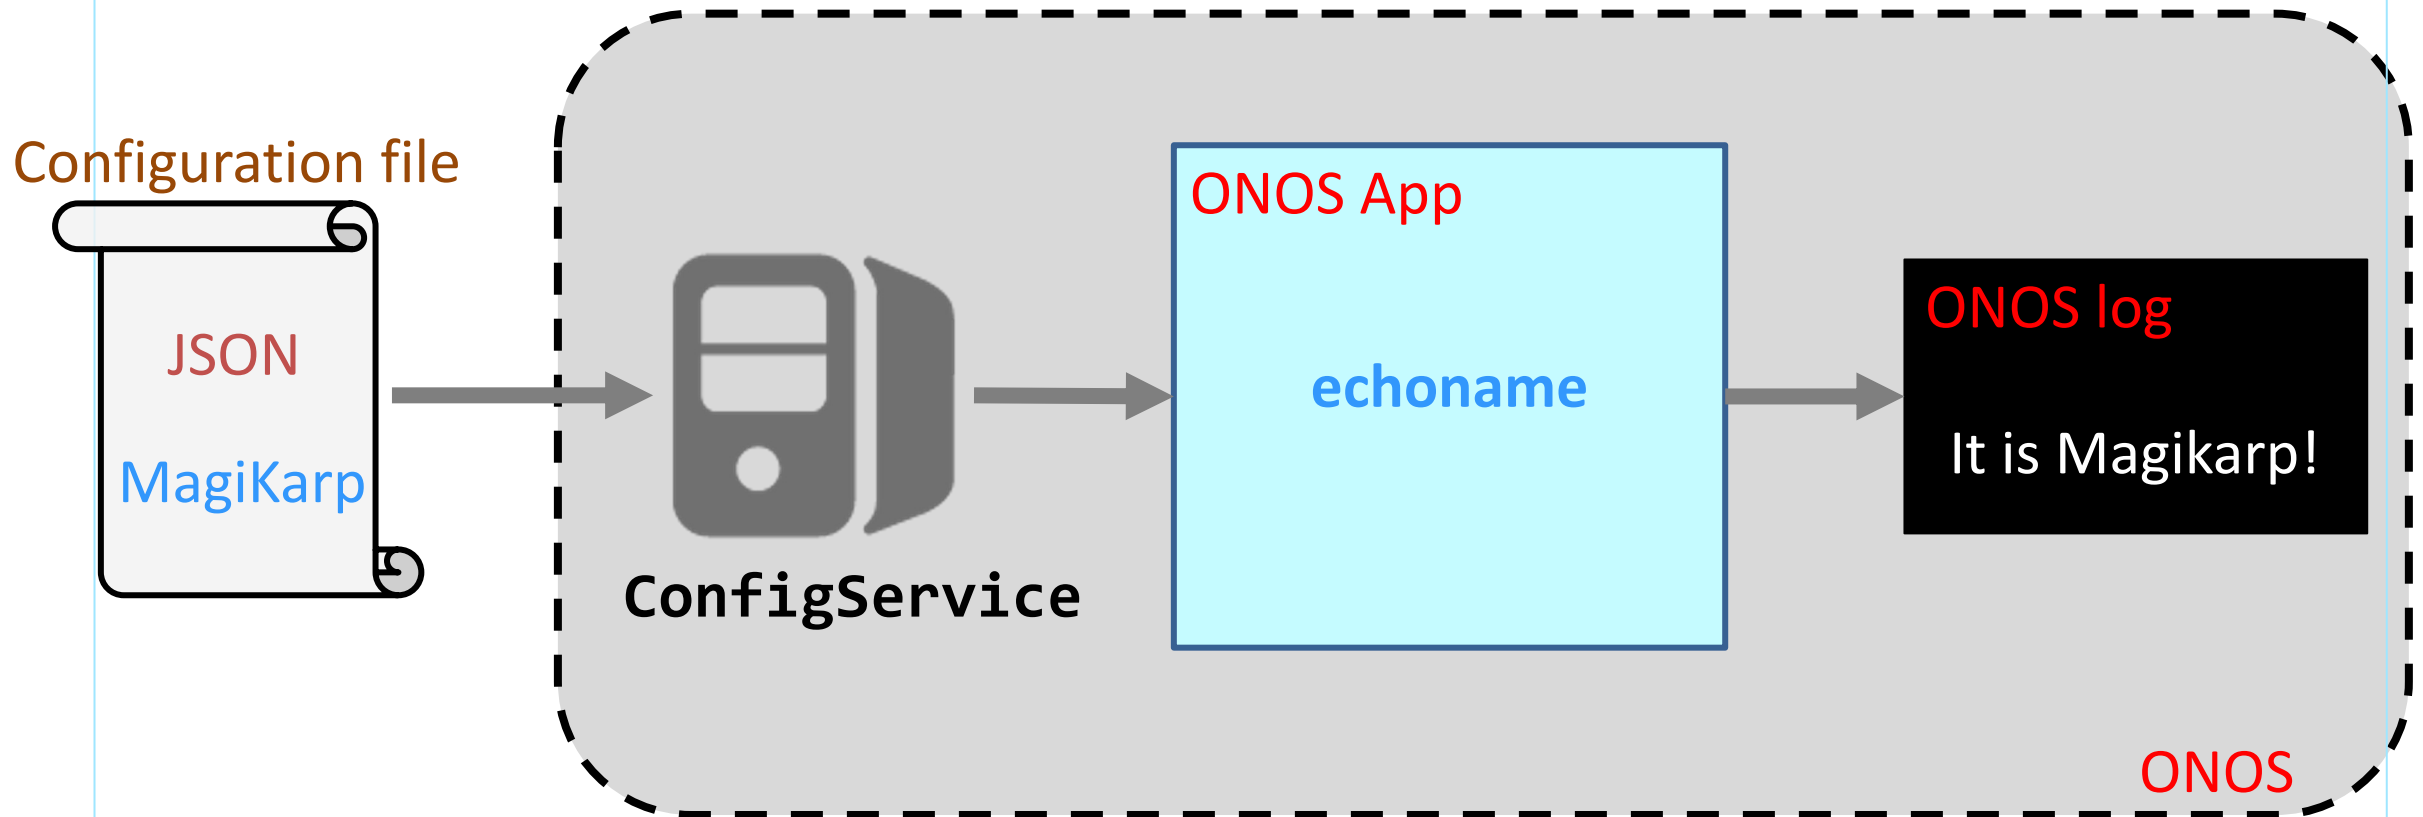 Configuration file
JSON
MagiKarp
ConfigService
ONOS App
echoname
ONOS log
It is Magikarp!
ONOS